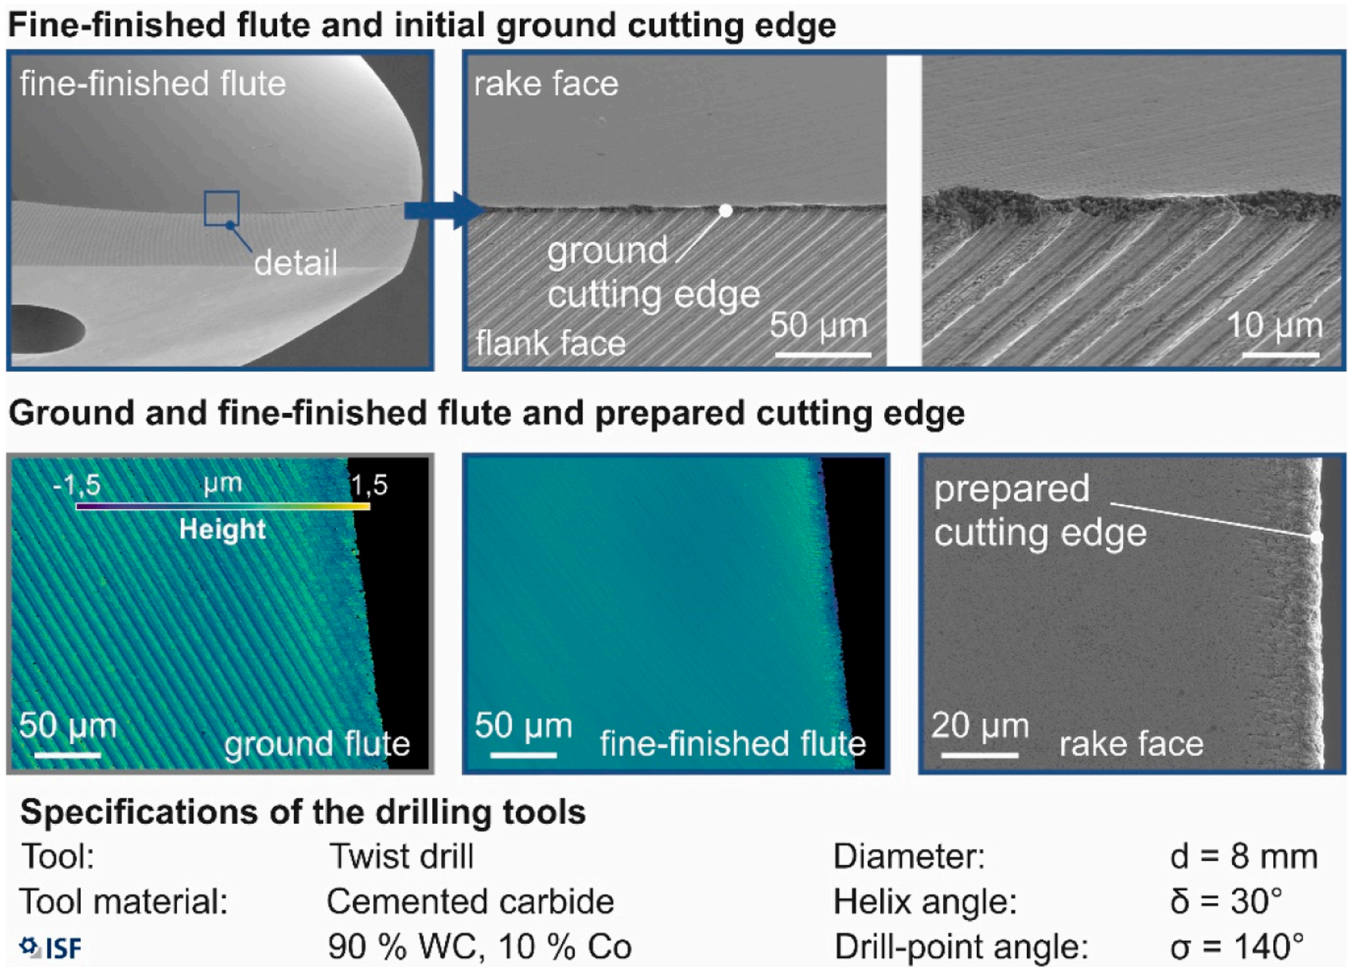 Fine-finished flute and initial ground cutting edge
fine-finished flute
detail
rake face
ground
cutting edge
flank face
50 µm
10 µm
Ground and fine-finished flute and prepared cutting edge
-1,5 µm 1,5
Height
50 µm
ground flute
50 µm
fine-finished flute
prepared
cutting edge
20 µm
rake face
Specifications of the drilling tools
Tool: Twist drill Diameter: d = 8 mm
Tool material: Cemented carbide Helix angle: δ = 30°
ISF 90 % WC, 10 % Co Drill-point angle: σ = 140°